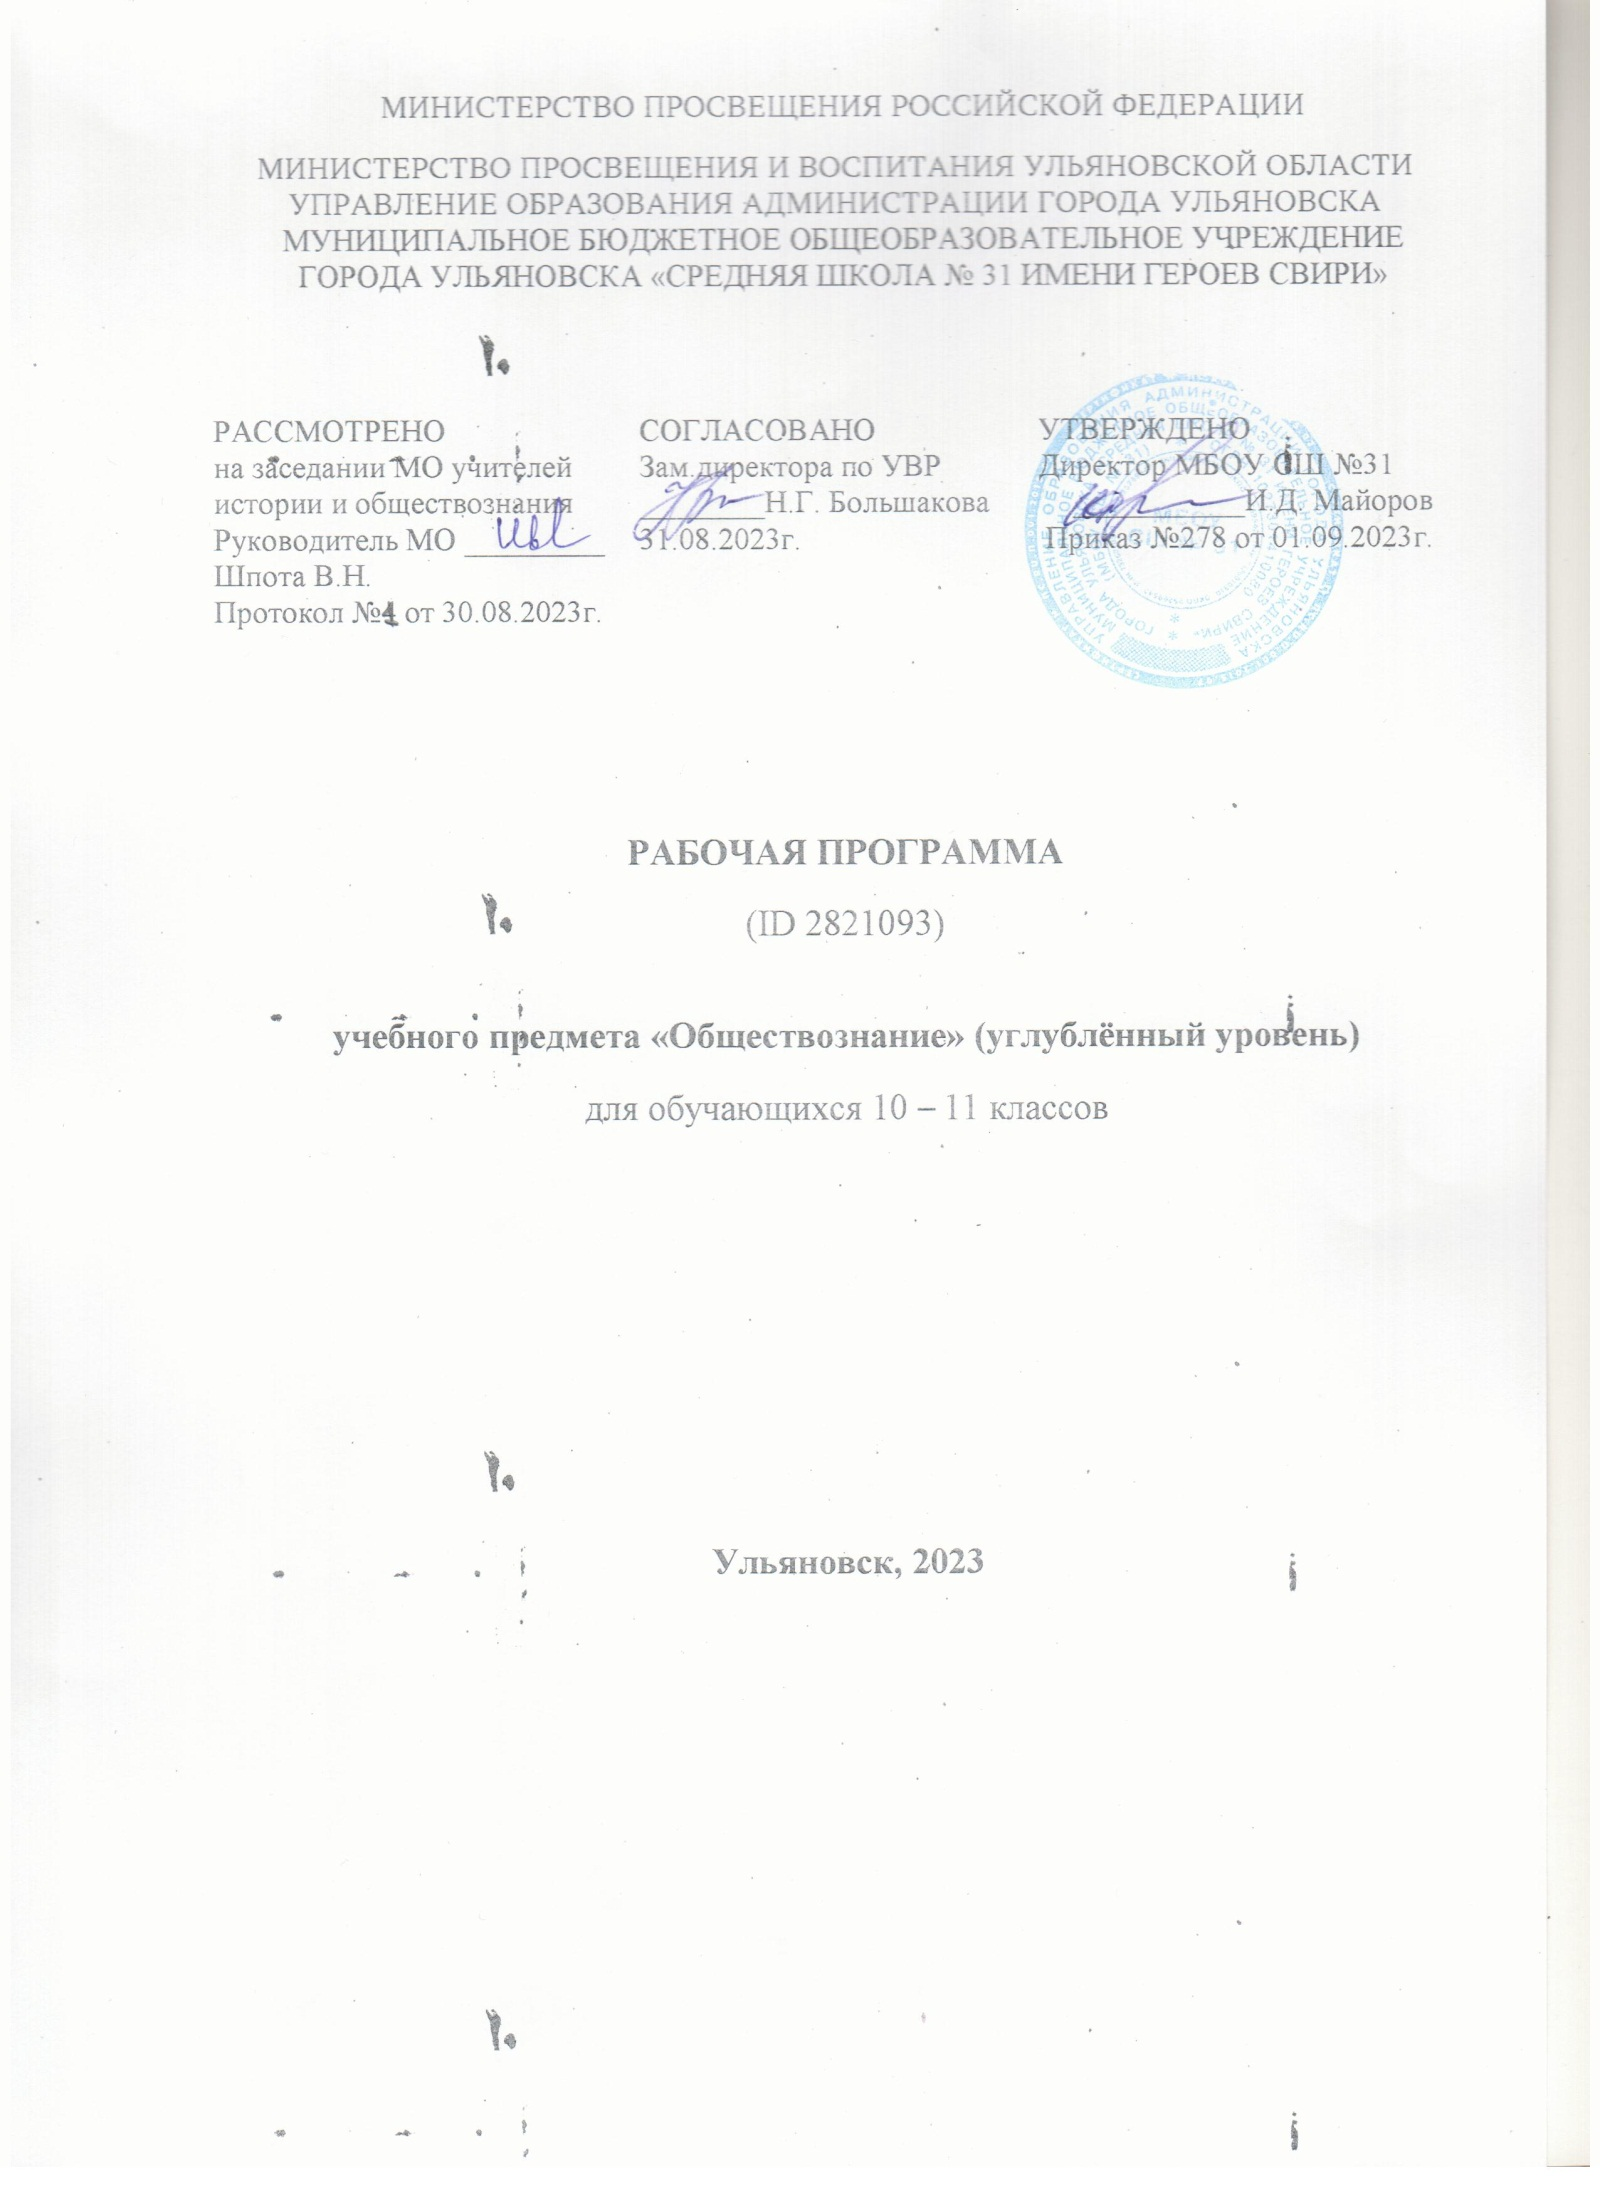 МИНИСТЕРСТВО ПРОСВЕЩЕНИЯ РОССИЙСКОЙ ФЕДЕРАЦИИ
МИНИСТЕРСТВО ПРОСВЕЩЕНИЯ И ВОСПИТАНИЯ УЛЬЯНОВСКОЙ ОБЛАСТИ
УПРАВЛЕНИЕ ОБРАЗОВАНИЯ АДМИНИСТРАЦИИ ГОРОДА УЛЬЯНОВСКА
МУНИЦИПАЛЬНОЕ БЮДЖЕТНОЕ ОБЩЕОБРАЗОВАТЕЛЬНОЕ УЧРЕЖДЕНИЕ
ГОРОДА УЛЬЯНОВСКА «СРЕДНЯЯ ШКОЛА № 31 ИМЕНИ ГЕРОЕВ СВИРИ»
РАССМОТРЕНО
на заседании МО учителей
истории и обществознания
Руководитель МО __________
Шпота В.Н.
Протокол № от 30.08.2023г.
СОГЛАСОВАНО
Зам.директора по УВР
_________Н.Г. Большакова
31.08.2023г.
УТВЕРЖДЕНО
Директор МБОУ СШ №31
____________И.Д. Майоров
Приказ №278 от 01.09.2023г.
РАБОЧАЯ ПРОГРАММА
(ID 2821093)
учебного предмета «Обществознание» (углублённый уровень)
для обучающихся 10 – 11 классов
Ульяновск, 2023